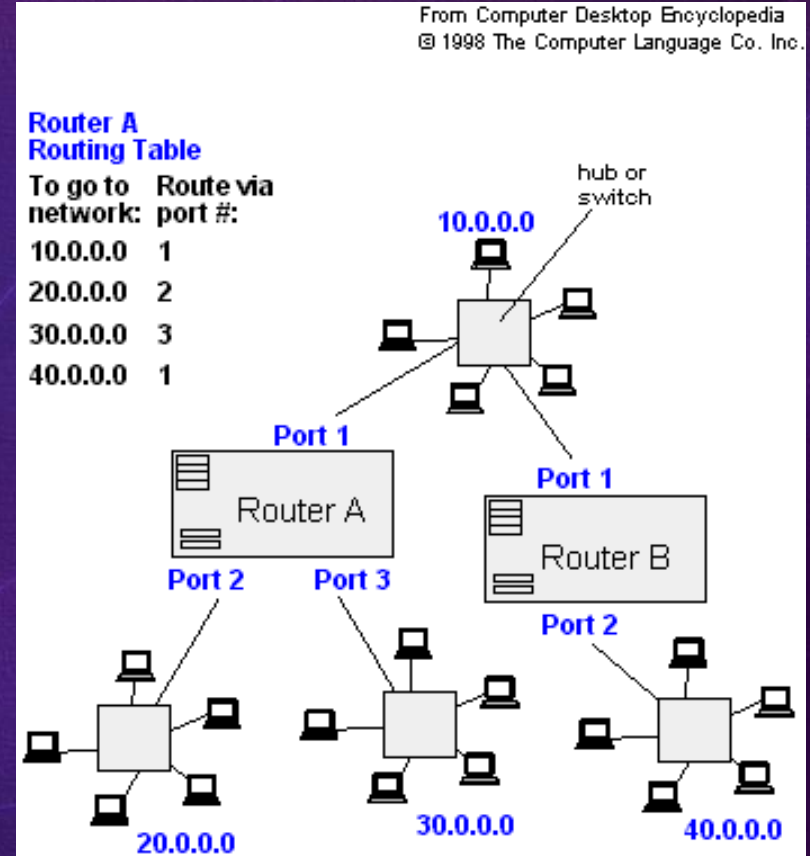 From Computer Desktop Encyclopedia
© 1998 The Computer Language Co. Inc.
Router A
Routing Table
To go to Route via
network: port #:
10.0.0.0 1
20.0.0.0 2
30.0.0.0 3
40.0.0.0 1
hub or
switch
10.0.0.0
Port 1
Router A
Port 2 Port 3
Port 1
Router B
Port 2
20.0.0.0
30.0.0.0
40.0.0.0